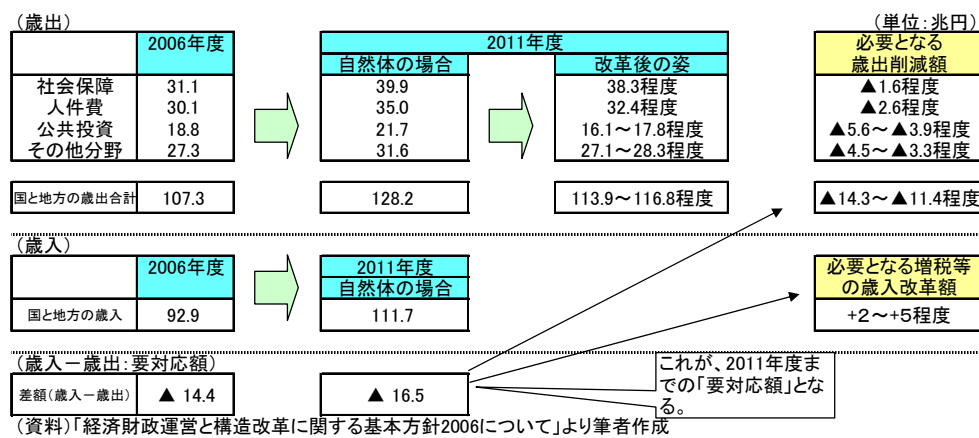 （歳出）
（単位：兆円）
2006年度 2011年度 必要となる
自然体の場合 改革後の姿 歳出削減額
社会保障 31.1 39.9 38.3程度 ▲1.6程度
人件費 30.1 35.0 32.4程度 ▲2.6程度
公共投資 18.8 21.7 16.1～17.8程度 ▲5.6～▲3.9程度
その他分野 27.3 31.6 27.1～28.3程度 ▲4.5～▲3.3程度
国と地方の歳出合計 107.3 128.2 113.9～116.8程度 ▲14.3～▲11.4程度
（歳入）
2006年度 2011年度 必要となる増税等
自然体の場合 の歳入改革額
国と地方の歳入 92.9 111.7 +2～+5程度
（歳入－歳出：要対応額）
差額（歳入－歳出） ▲ 14.4 ▲ 16.5
これが、2011年度ま
での「要対応額」とな
る。
（資料）「経済財政運営と構造改革に関する基本方針2006について」より筆者作成